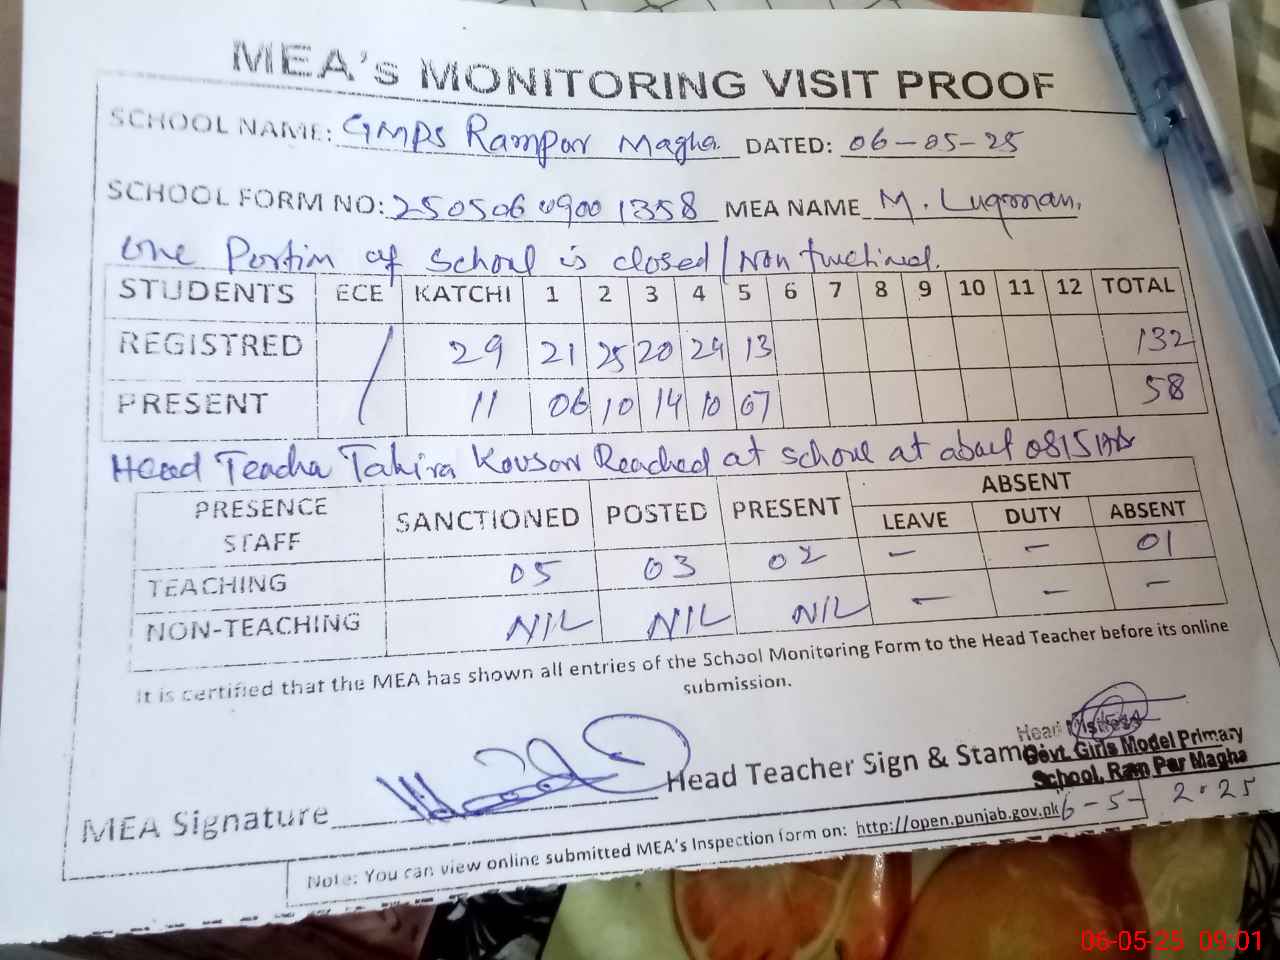 MEA's MONITORING VISIT PROOF
SCHOOL NAME: GMPS Rampar Magha. DATED: 06-05-25
SCHOOL FORM NO: 250506 0900 1358 MEA NAME M. Luqman,
One Portion of School is closed/Non functional.
STUDENTS ECE KATCHI 1 2 3 4 5 6 7 8 9 10 11 12 TOTAL
REGISTRED / 29 21 25 20 24 13 132
PRESENT 11 06 10 14 10 07 58
Head Teacher Tahira Kousar Reached at school at about 0815 hrs
PRESENCE STAFF SANCTIONED POSTED PRESENT ABSENT
LEAVE DUTY ABSENT
TEACHING 05 03 02 - - 01
NON-TEACHING NIL NIL NIL - - -
It is certified that the MEA has shown all entries of the School Monitoring Form to the Head Teacher before its online
submission.
MEA Signature Head Teacher Sign & Stamp
Head Mistress
Govt. Girls Model Primary
School, Ram Par Magha
6-5-2.25
Note: You can view online submitted MEA's Inspection form on: http://open.punjab.gov.pk
06-05-25 09:01